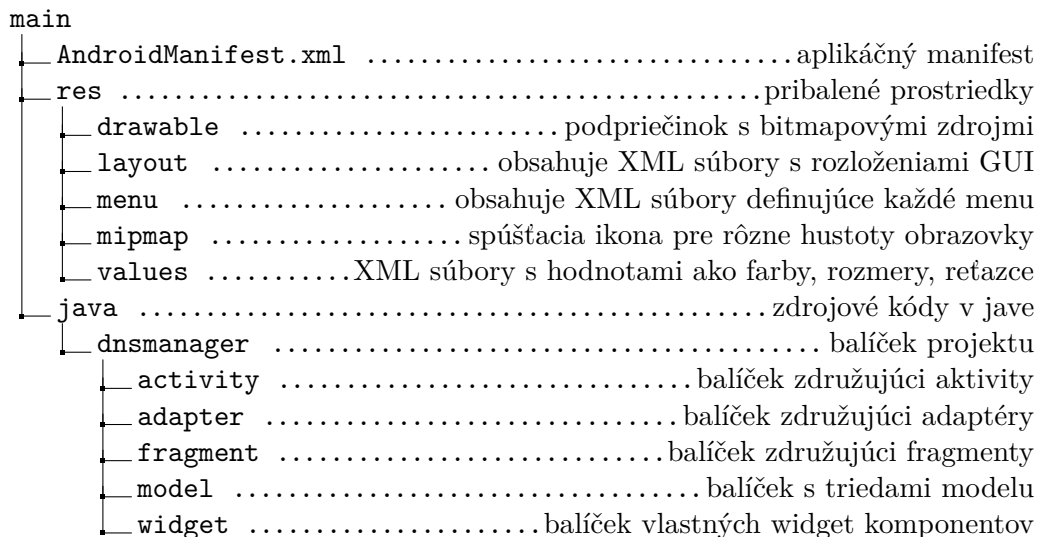 main
AndroidManifest.xml ................................ aplikáčný manifest
res ................................................ pribalené prostriedky
drawable ........................ podpriečinok s bitmapovými zdrojmi
layout ..................... obsahuje XML súbory s rozloženiami GUI
menu .................... obsahuje XML súbory definujúce každé menu
mipmap ................... spúšťacia ikona pre rôzne hustoty obrazovky
values ........... XML súbory s hodnotami ako farby, rozmery, reťazce
java ............................................... zdrojové kódy v jave
dnsmanager ......................................... balíček projektu
activity ............................... balíček združujúci aktivity
adapter .............................. balíček združujúci adaptéry
fragment ............................. balíček združujúci fragmenty
model ................................... balíček s triedami modelu
widget ...................... balíček vlastných widget komponentov